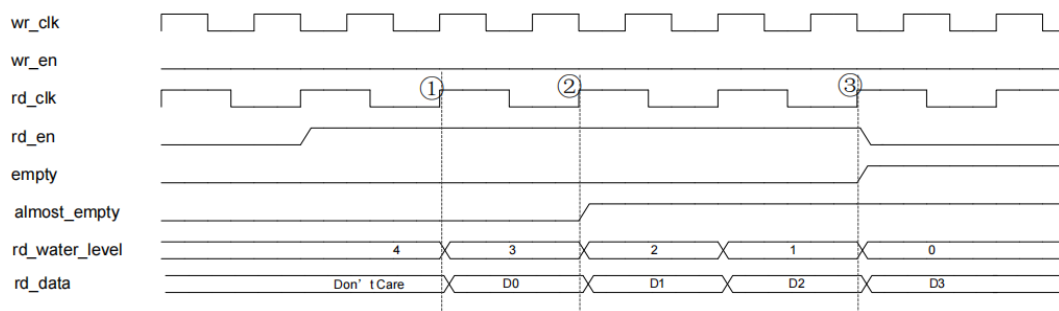 wr_clk
wr_en
① ② ③
rd_clk
rd_en
empty
almost_empty
rd_water_level 4 3 2 1 0
rd_data Don't Care D0 D1 D2 D3